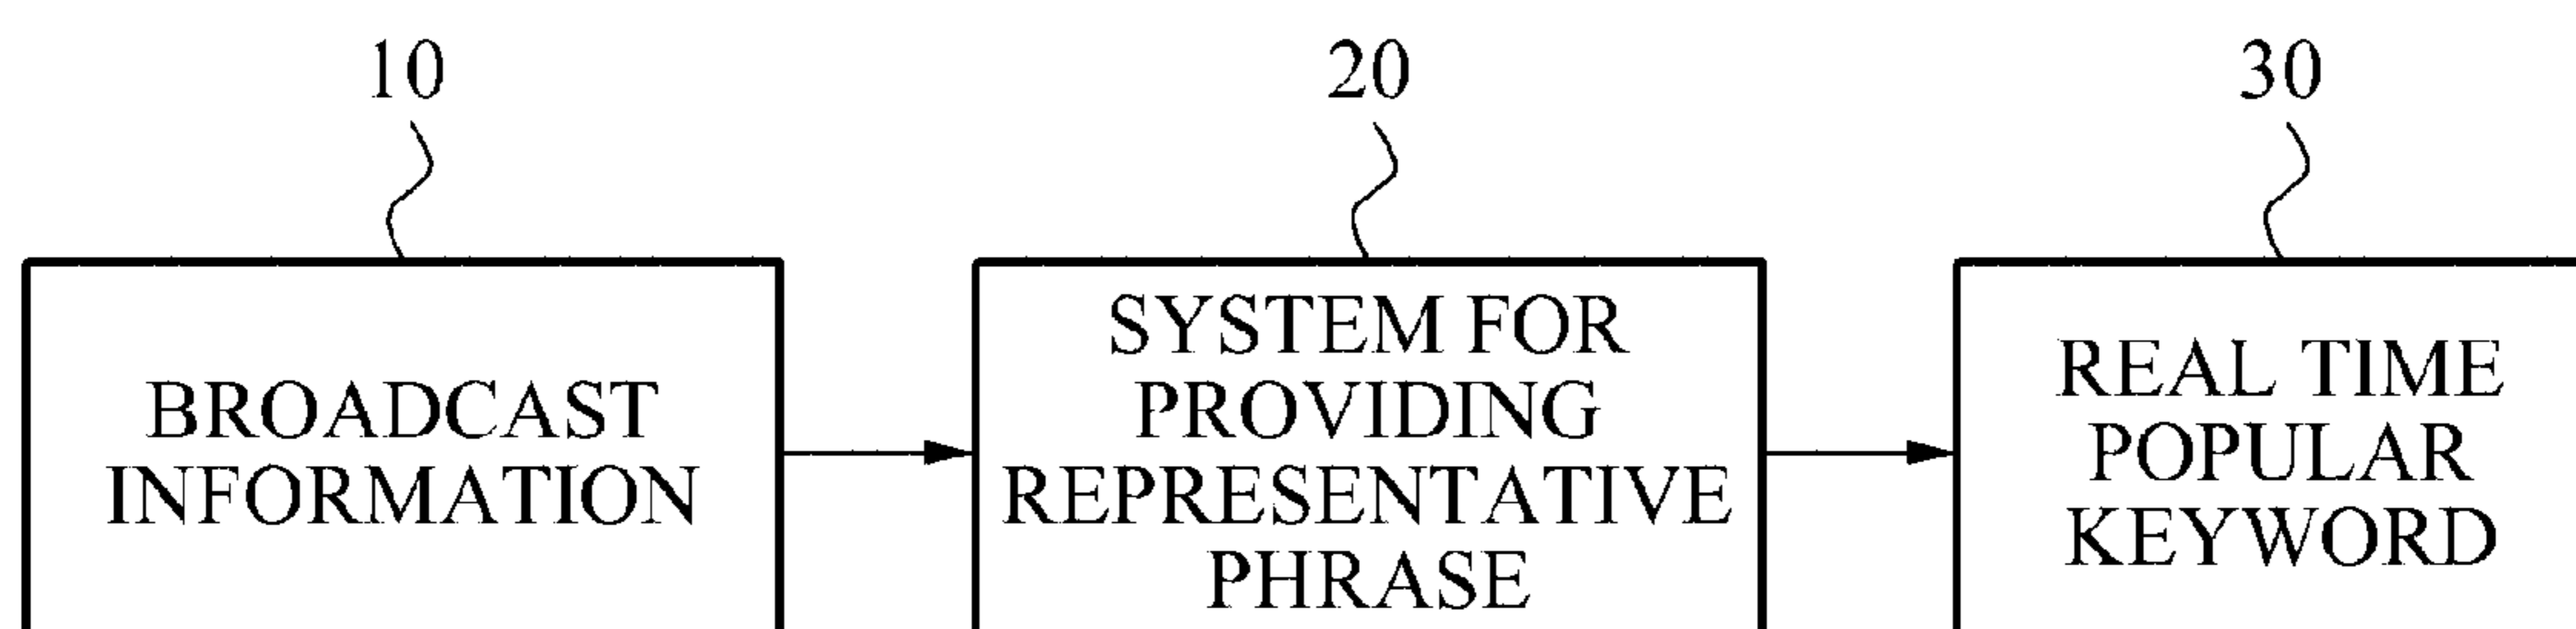 10
20
30
BROADCAST
INFORMATION
SYSTEM FOR
PROVIDING
REPRESENTATIVE
PHRASE
REAL TIME
POPULAR
KEYWORD